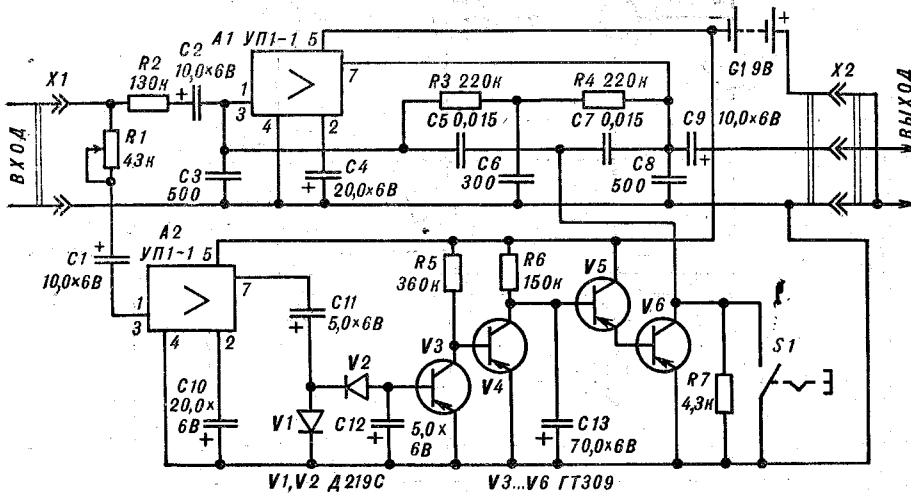 X1
ВХОД
R2
130к
C2
10,0×6В
A1 УП1-1
5
7
1
3
4
2
R1
43к
C3
500
C4
20,0×6В
R3 220к
C5 0,015
C6
300
R4 220к
C7 0,015
C8
500
C9 10,0×6В
G1 9В
X2
ВЫХОД
C1
10,0×6В
A2
УП1-1
5
7
1
3
4
2
C10
20,0×
6В
C11
5,0×6В
V2
V1
C12
5,0×
6В
R5
360к
V3
R6
150к
V4
V5
V6
C13
70,0×6В
R7
4,3к
S1
V1,V2 Д219С
V3...V6 ГТ309